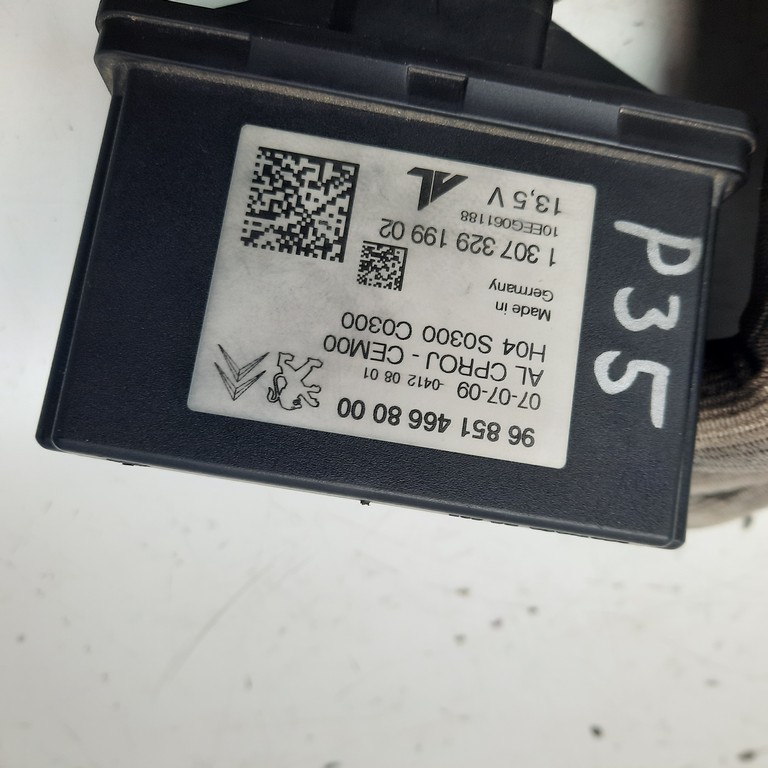 96 851 466 80 00
07-07-09 -0412 08 01
AL CPROJ - CEM00
H04 S0300 C0300
Made in
Germany
1 307 329 199 02
10EEG061188
13,5 V
AL
P35